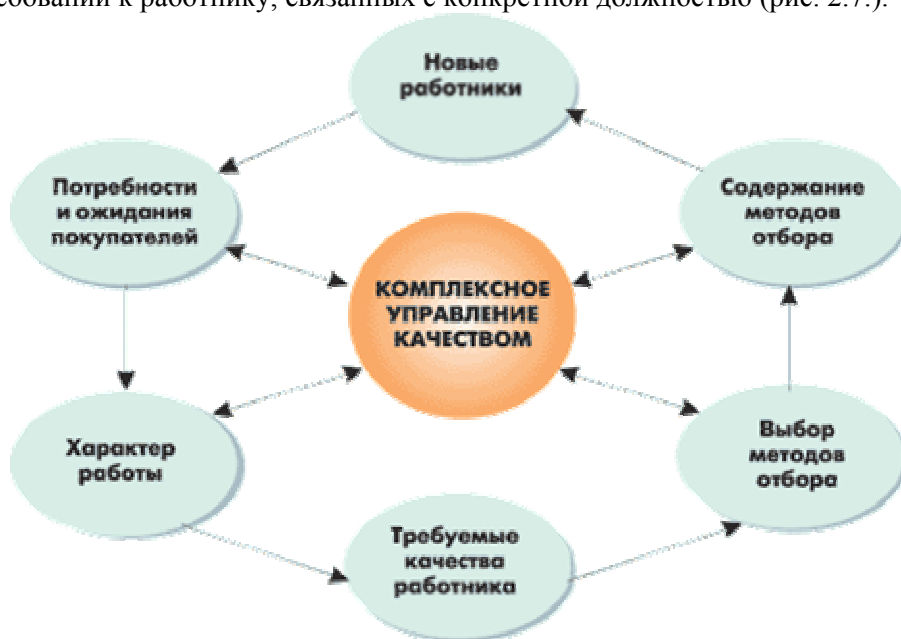 ребований к работнику, связанных с конкретной должностью (рис. 2.7.).
Новые
работники
Потребности
и ожидания
покупателей
Содержание
методов
отбора
КОМПЛЕКСНОЕ
УПРАВЛЕНИЕ
КАЧЕСТВОМ
Характер
работы
Выбор
методов
отбора
Требуемые
качества
работника